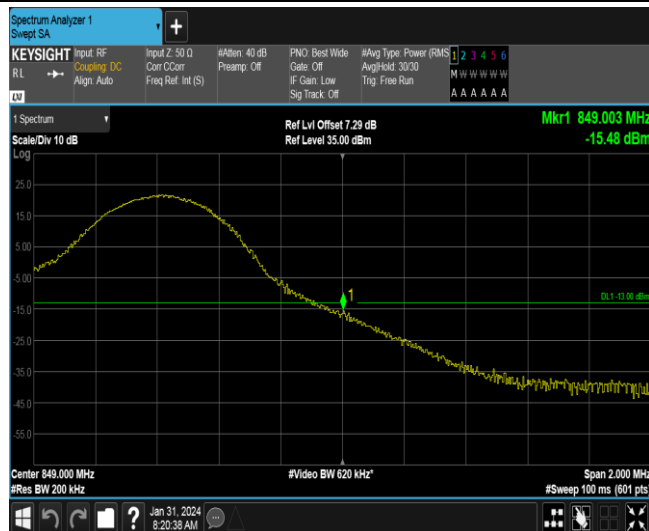 Spectrum Analyzer 1
Swept SA
+
KEYSIGHT
RL
LXI
Input: RF
Coupling: DC
Align: Auto
Input Z: 50 Ω
Corr CCorr
Freq Ref: Int (S)
#Atten: 40 dB
Preamp: Off
PNO: Best Wide
Gate: Off
IF Gain: Low
Sig Track: Off
#Avg Type: Power (RMS
Avg|Hold: 30/30
Trig: Free Run
1 2 3 4 5 6
M W W W W W
A A A A A A
1 Spectrum
Scale/Div 10 dB
Log
Ref Lvl Offset 7.29 dB
Ref Level 35.00 dBm
Mkr1 849.003 MHz
-15.48 dBm
25.0
15.0
5.00
-5.00
1
DL1 -13.00 dBm
-15.0
-25.0
-35.0
-45.0
-55.0
Center 849.000 MHz
#Res BW 200 kHz
#Video BW 620 kHz*
Span 2.000 MHz
#Sweep 100 ms (601 pts)
?
Jan 31, 2024
8:20:38 AM